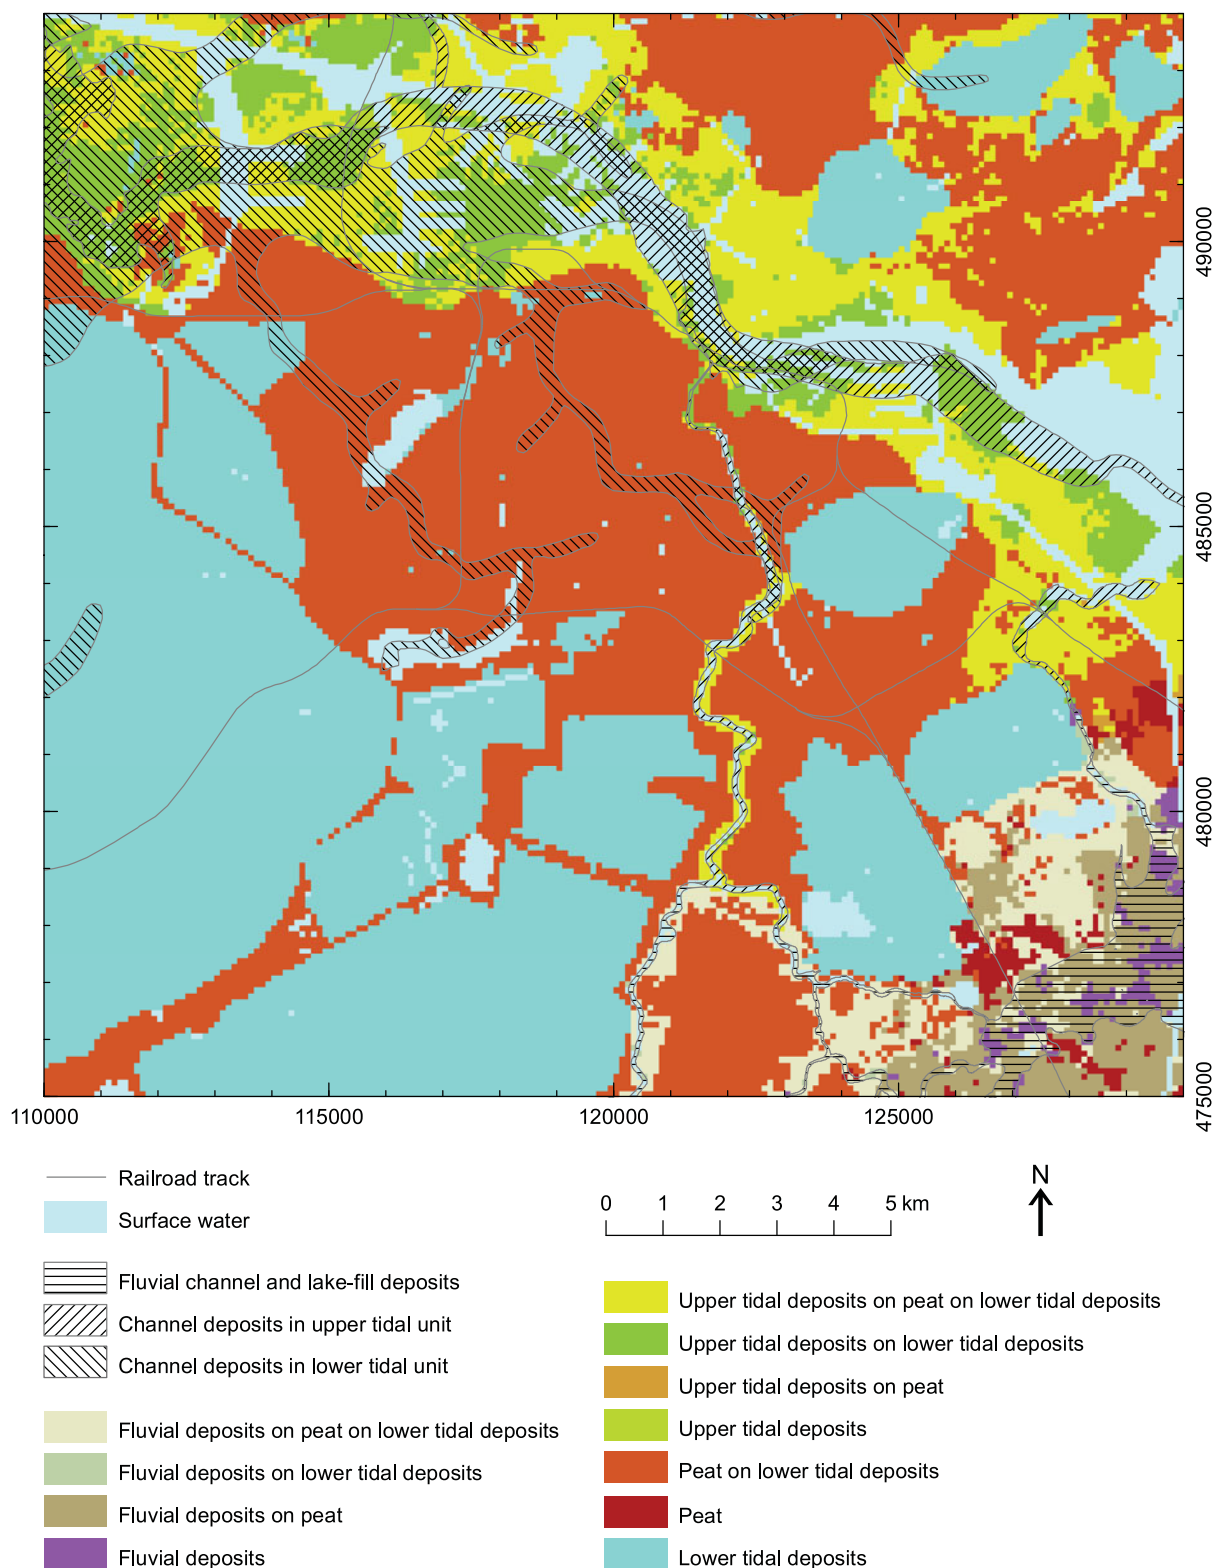 490000
485000
480000
475000
110000 115000 120000 125000
Railroad track
Surface water
Fluvial channel and lake-fill deposits
Channel deposits in upper tidal unit
Channel deposits in lower tidal unit
Fluvial deposits on peat on lower tidal deposits
Fluvial deposits on lower tidal deposits
Fluvial deposits on peat
Fluvial deposits
0 1 2 3 4 5 km
N
Upper tidal deposits on peat on lower tidal deposits
Upper tidal deposits on lower tidal deposits
Upper tidal deposits on peat
Upper tidal deposits
Peat on lower tidal deposits
Peat
Lower tidal deposits